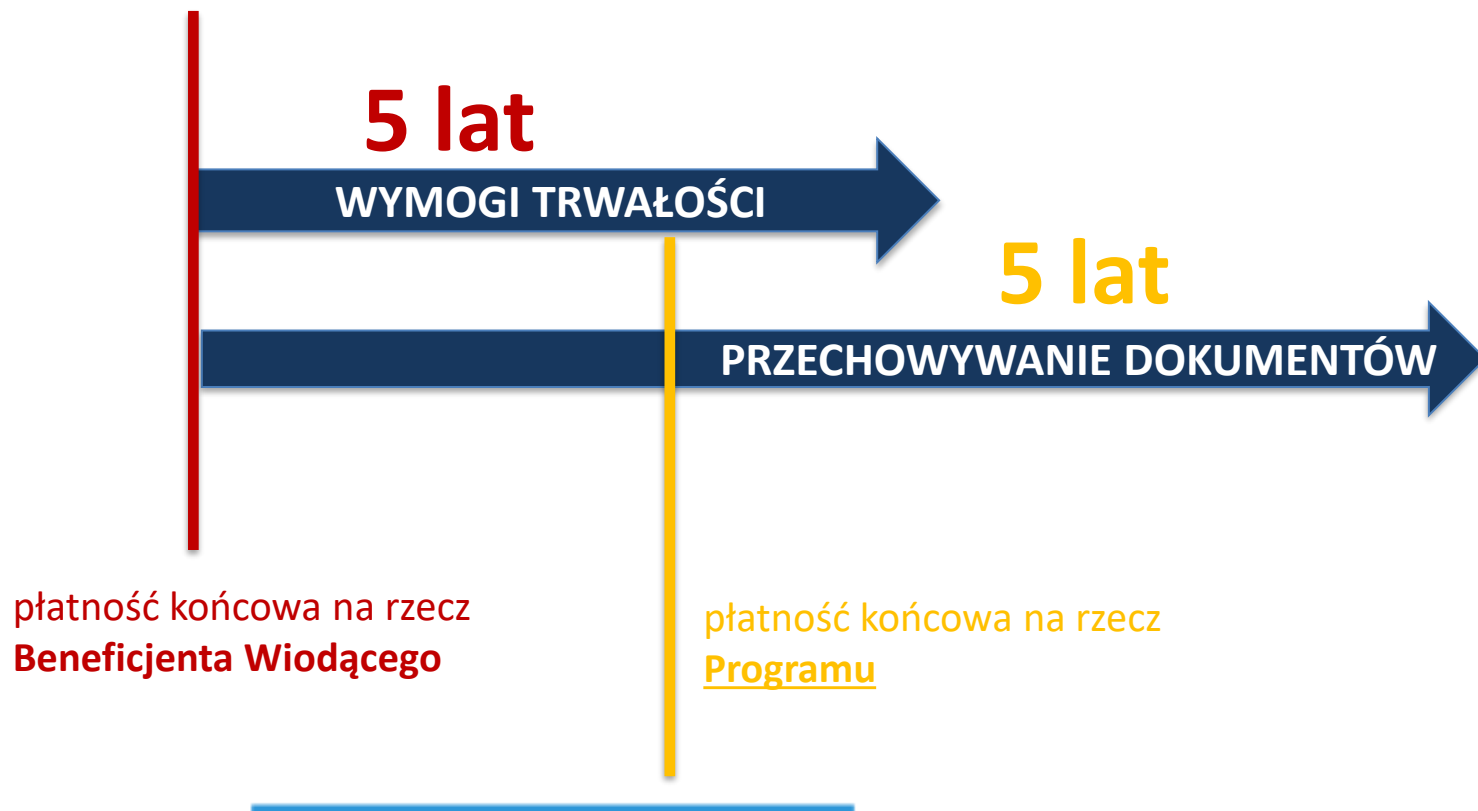 5 lat
WYMOGI TRWAŁOŚCI
5 lat
PRZECHOWYWANIE DOKUMENTÓW
płatność końcowa na rzecz
Beneficjenta Wiodącego
płatność końcowa na rzecz
Programu